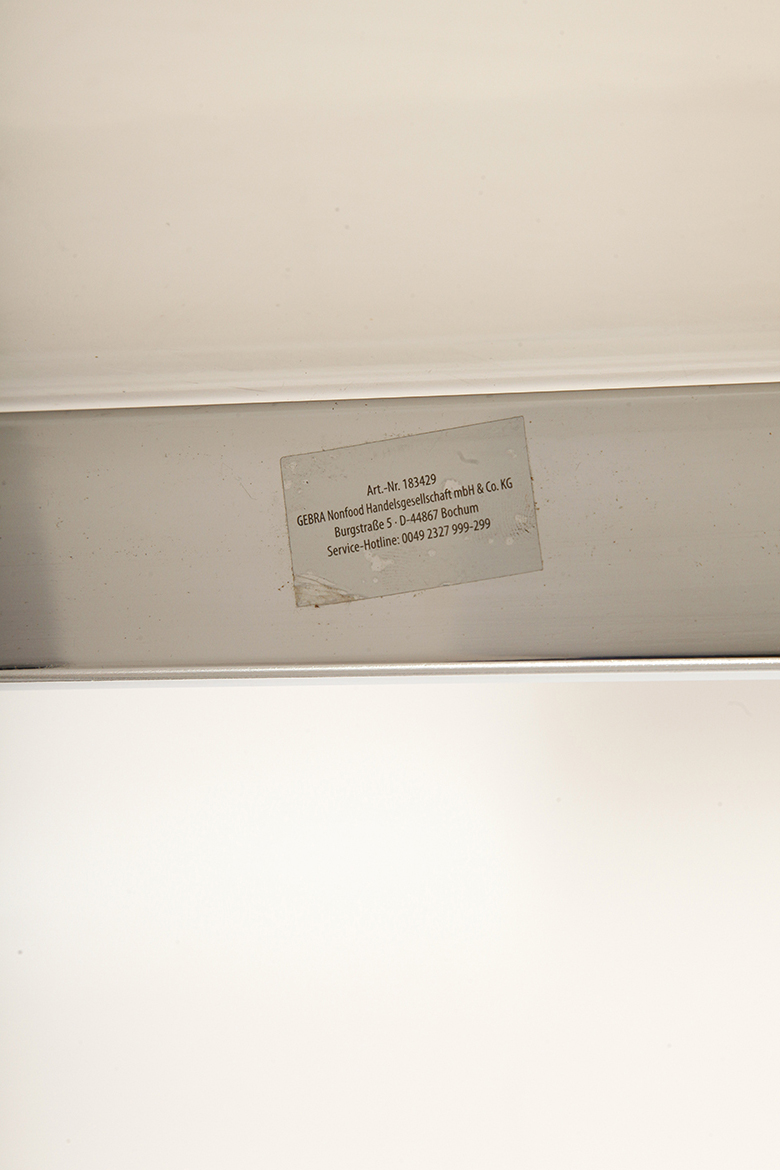 Art.-Nr. 183429
GEBRA Nonfood Handelsgesellschaft mbH & Co. KG
Burgstraße 5 · D-44867 Bochum
Service-Hotline: 0049 2327 999-299